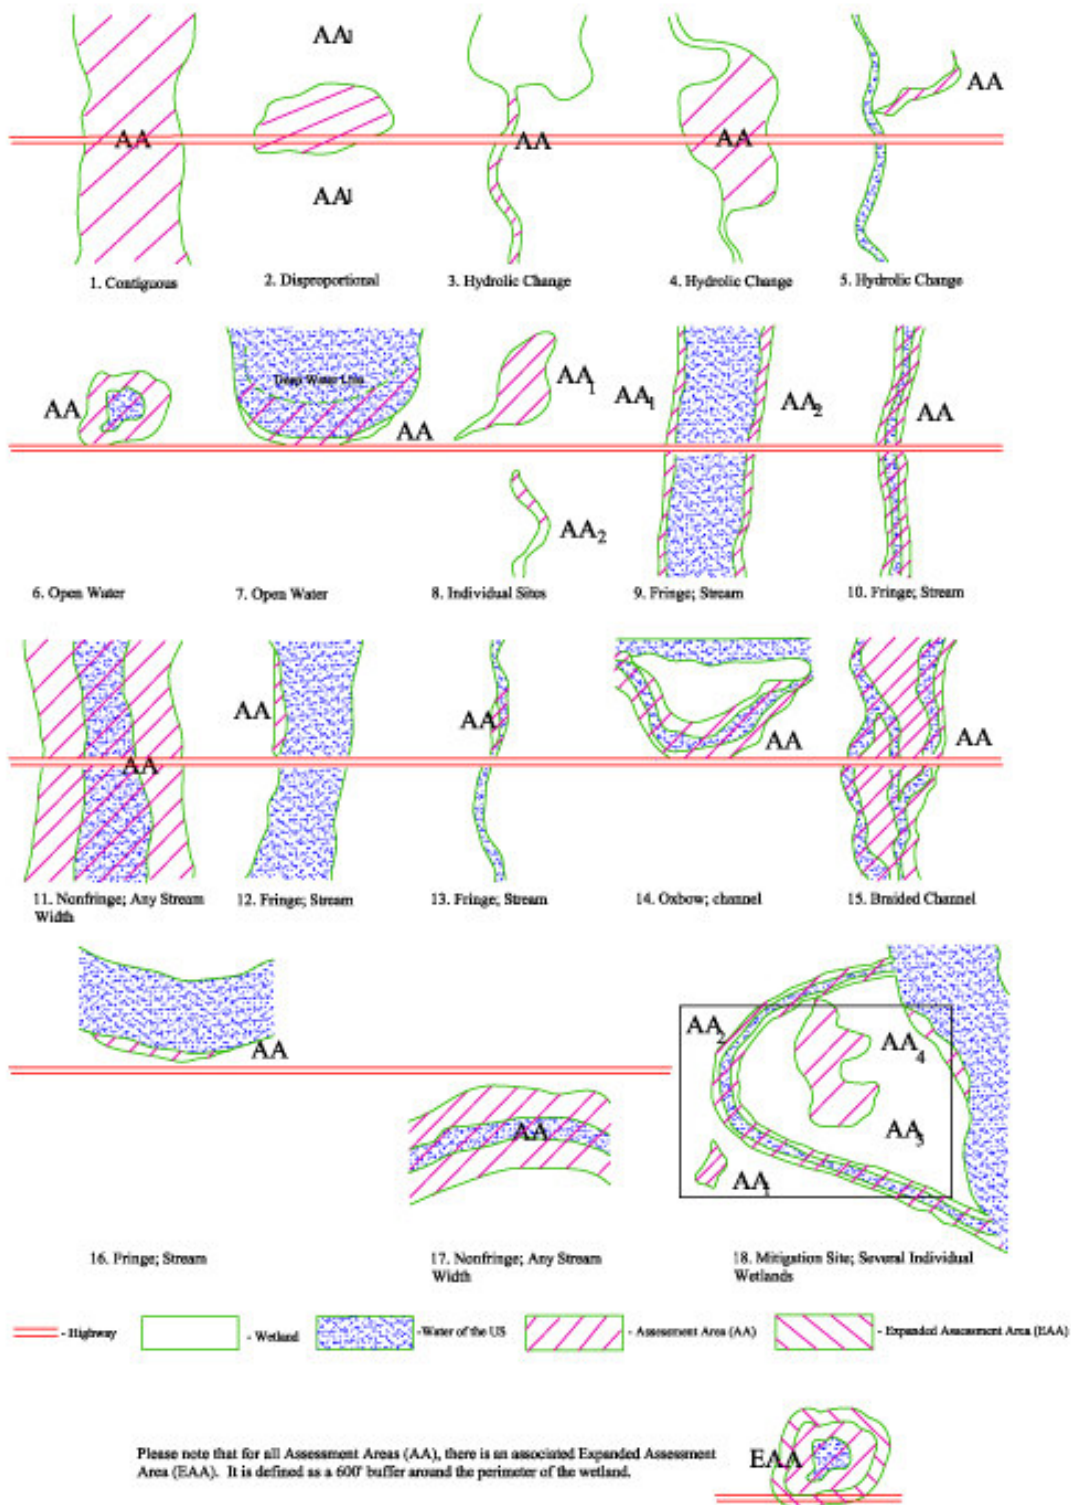 AA1
AA
AA
AA
AA
AA1
1. Contiguous
2. Disproportional
3. Hydrolic Change
4. Hydrolic Change
5. Hydrolic Change
Deep Water Limit
AA
AA
AA1
AA2
AA1
AA2
AA
6. Open Water
7. Open Water
8. Individual Sites
9. Fringe; Stream
10. Fringe; Stream
AA
AA
AA
AA
AA
11. Nonfringe; Any Stream
Width
12. Fringe; Stream
13. Fringe; Stream
14. Oxbow; channel
15. Braided Channel
AA
AA
AA2
AA4
AA3
AA1
16. Fringe; Stream
17. Nonfringe; Any Stream
Width
18. Mitigation Site; Several Individual
Wetlands
- Highway
- Wetland
-Water of the US
- Assessment Area (AA)
- Expanded Assessment Area (EAA)
Please note that for all Assessment Areas (AA), there is an associated Expanded Assessment
Area (EAA). It is defined as a 600' buffer around the perimeter of the wetland.
EAA